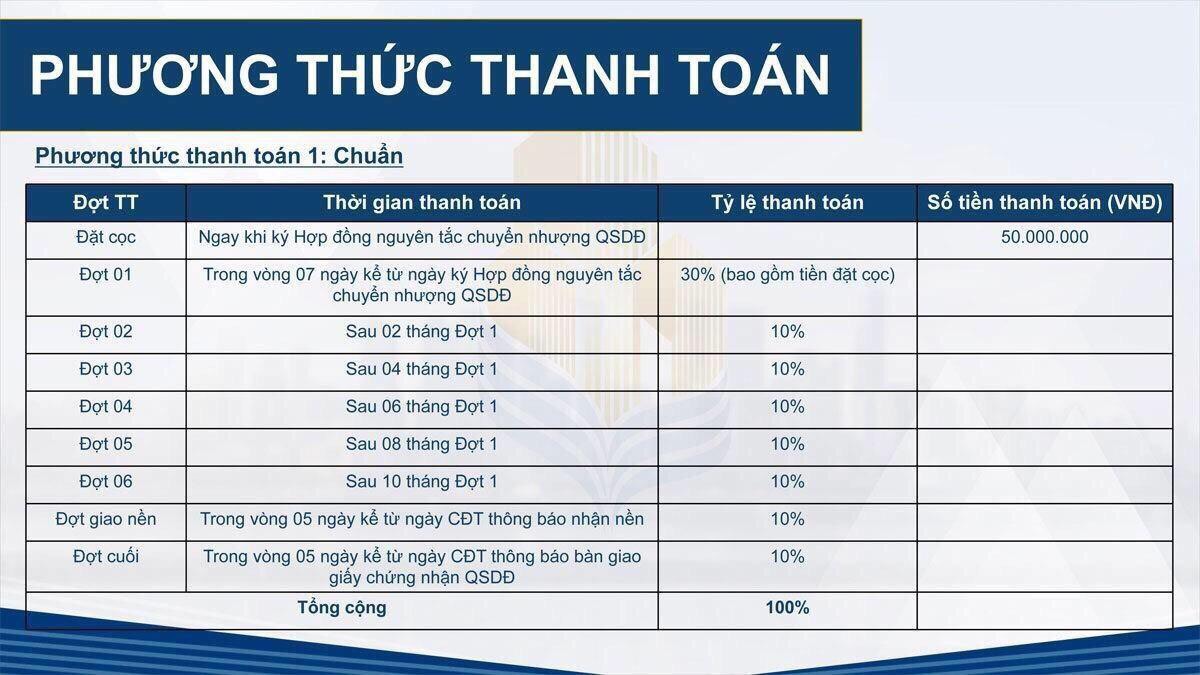 PHƯƠNG THỨC THANH TOÁN
Phương thức thanh toán 1: Chuẩn
Đợt TT Thời gian thanh toán Tỷ lệ thanh toán Số tiền thanh toán (VNĐ)
Đặt cọc Ngay khi ký Hợp đồng nguyên tắc chuyển nhượng QSDĐ 50.000.000
Đợt 01 Trong vòng 07 ngày kể từ ngày ký Hợp đồng nguyên tắc 30% (bao gồm tiền đặt cọc)
chuyển nhượng QSDĐ
Đợt 02 Sau 02 tháng Đợt 1 10%
Đợt 03 Sau 04 tháng Đợt 1 10%
Đợt 04 Sau 06 tháng Đợt 1 10%
Đợt 05 Sau 08 tháng Đợt 1 10%
Đợt 06 Sau 10 tháng Đợt 1 10%
Đợt giao nền Trong vòng 05 ngày kể từ ngày CĐT thông báo nhận nền 10%
Đợt cuối Trong vòng 05 ngày kể từ ngày CĐT thông báo bàn giao 10%
giấy chứng nhận QSDĐ
Tổng cộng 100%